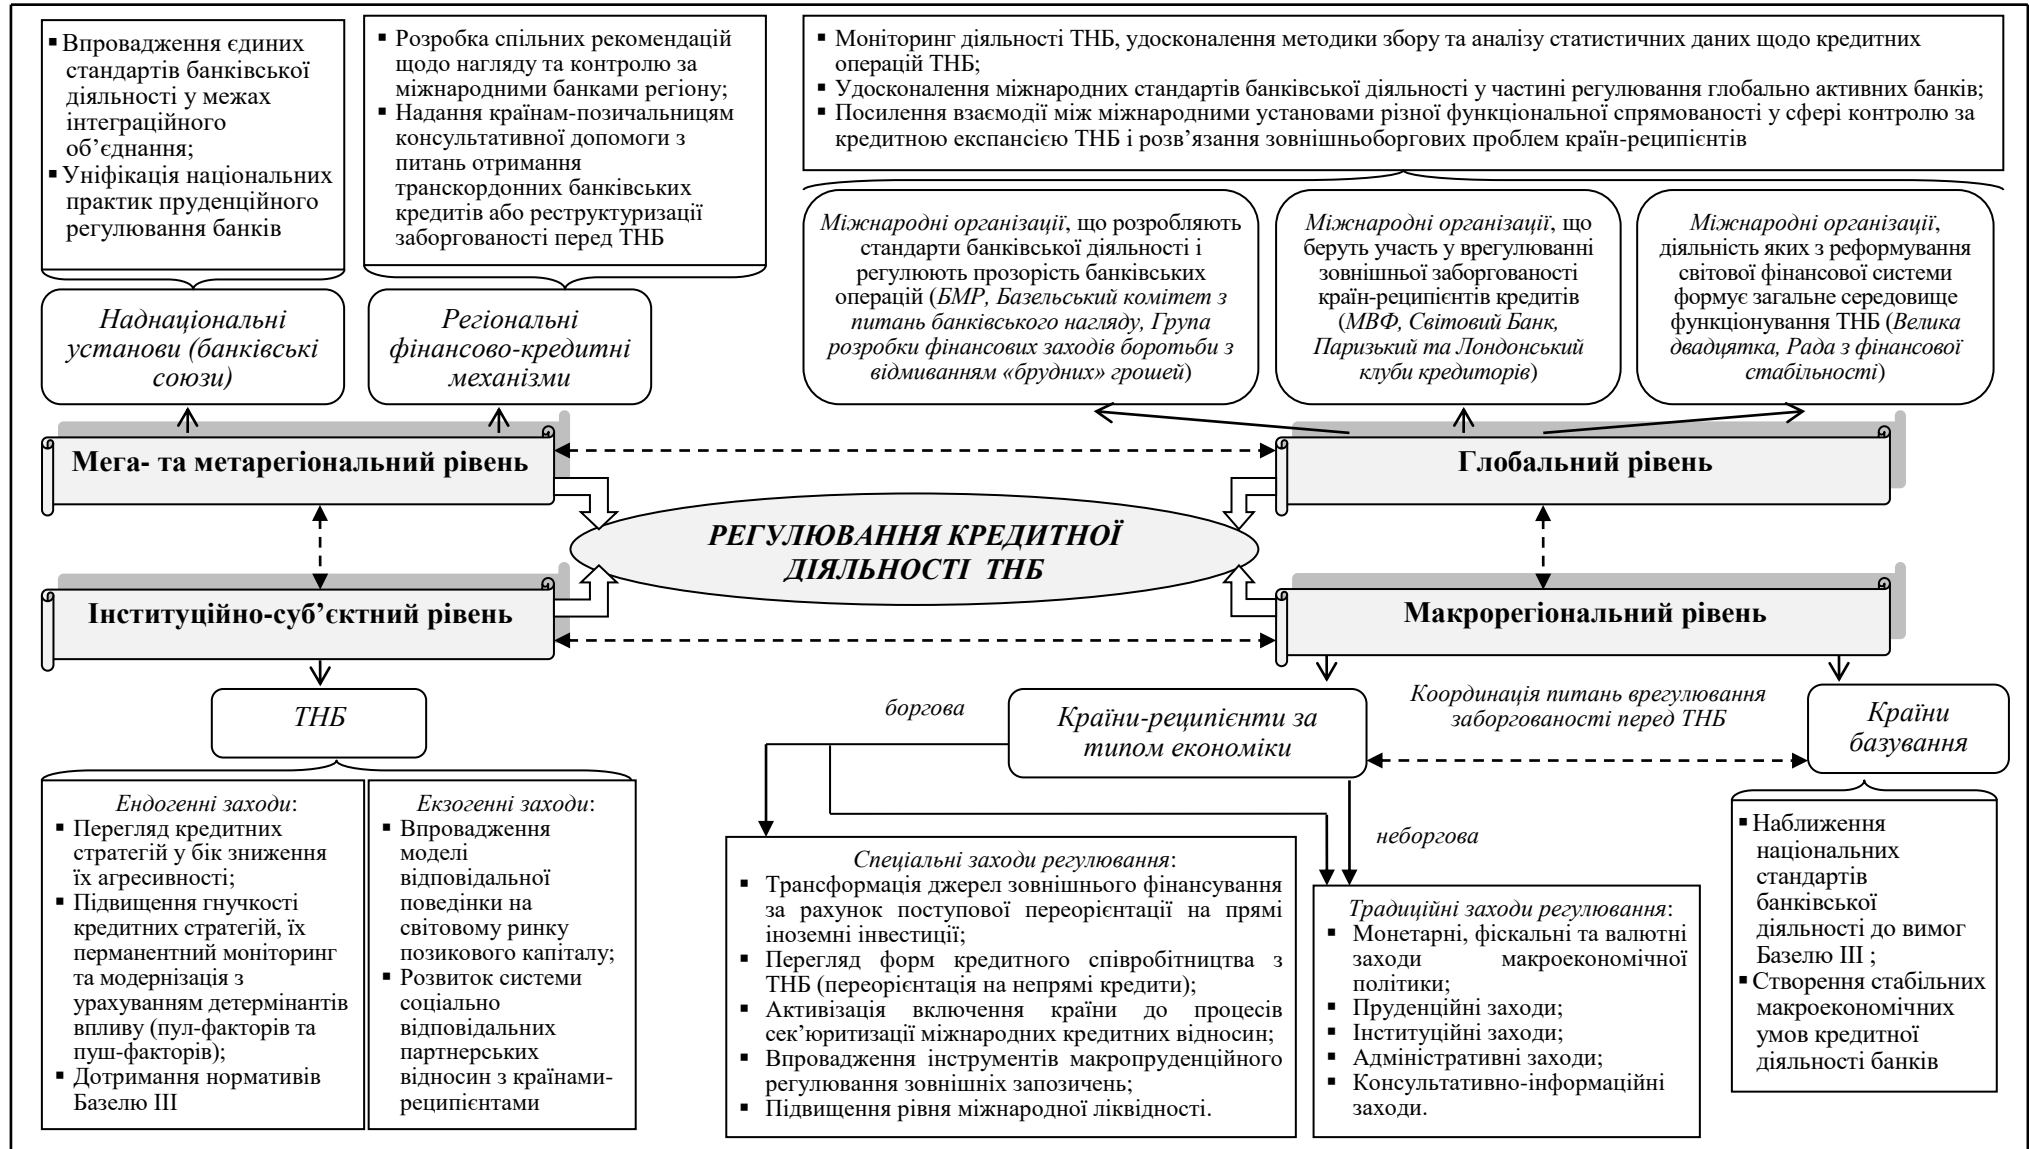 ▪ Впровадження єдиних
стандартів банківської
діяльності у межах
інтеграційного
об’єднання;
▪ Уніфікація національних
практик пруденційного
регулювання банків
▪ Розробка спільних рекомендацій
щодо нагляду та контролю за
міжнародними банками регіону;
▪ Надання країнам-позичальницям
консультативної допомоги з
питань отримання
транскордонних банківських
кредитів або реструктуризації
заборгованості перед ТНБ
▪ Моніторинг діяльності ТНБ, удосконалення методики збору та аналізу статистичних даних щодо кредитних
операцій ТНБ;
▪ Удосконалення міжнародних стандартів банківської діяльності у частині регулювання глобально активних банків;
▪ Посилення взаємодії між міжнародними установами різної функціональної спрямованості у сфері контролю за
кредитною експансією ТНБ і розв’язання зовнішньоборгових проблем країн-реципієнтів
Наднаціональні
установи (банківські
союзи)
Регіональні
фінансово-кредитні
механізми
Міжнародні організації, що розробляють
стандарти банківської діяльності і
регулюють прозорість банківських
операцій (БМР, Базельський комітет з
питань банківського нагляду, Група
розробки фінансових заходів боротьби з
відмиванням «брудних» грошей)
Міжнародні організації, що
беруть участь у врегулюванні
зовнішньої заборгованості
країн-реципієнтів кредитів
(МВФ, Світовий Банк,
Паризький та Лондонський
клуби кредиторів)
Міжнародні організації,
діяльність яких з реформування
світової фінансової системи
формує загальне середовище
функціонування ТНБ (Велика
двадцятка, Рада з фінансової
стабільності)
Мега- та метарегіональний рівень
Глобальний рівень
РЕГУЛЮВАННЯ КРЕДИТНОЇ
ДІЯЛЬНОСТІ ТНБ
Інституційно-суб’єктний рівень
Макрорегіональний рівень
ТНБ
боргова
Країни-реципієнти за
типом економіки
Координація питань врегулювання
заборгованості перед ТНБ
Країни
базування
Ендогенні заходи:
▪ Перегляд кредитних
стратегій у бік зниження
їх агресивності;
▪ Підвищення гнучкості
кредитних стратегій, їх
перманентний моніторинг
та модернізація з
урахуванням детермінантів
впливу (пул-факторів та
пуш-факторів);
▪ Дотримання нормативів
Базелю ІІІ
Екзогенні заходи:
▪ Впровадження
моделі
відповідальної
поведінки на
світовому ринку
позикового капіталу;
▪ Розвиток системи
соціально
відповідальних
партнерських
відносин з країнами-
реципієнтами
Спеціальні заходи регулювання:
▪ Трансформація джерел зовнішнього фінансування
за рахунок поступової переорієнтації на прямі
іноземні інвестиції;
▪ Перегляд форм кредитного співробітництва з
ТНБ (переорієнтація на непрямі кредити);
▪ Активізація включення країни до процесів
сек’юритизації міжнародних кредитних відносин;
▪ Впровадження інструментів макропруденційного
регулювання зовнішніх запозичень;
▪ Підвищення рівня міжнародної ліквідності.
неборгова
Традиційні заходи регулювання:
▪ Монетарні, фіскальні та валютні
заходи макроекономічної
політики;
▪ Пруденційні заходи;
▪ Інституційні заходи;
▪ Адміністративні заходи;
▪ Консультативно-інформаційні
заходи.
▪ Наближення
національних
стандартів
банківської
діяльності до вимог
Базелю ІІІ ;
▪ Створення стабільних
макроекономічних
умов кредитної
діяльності банків